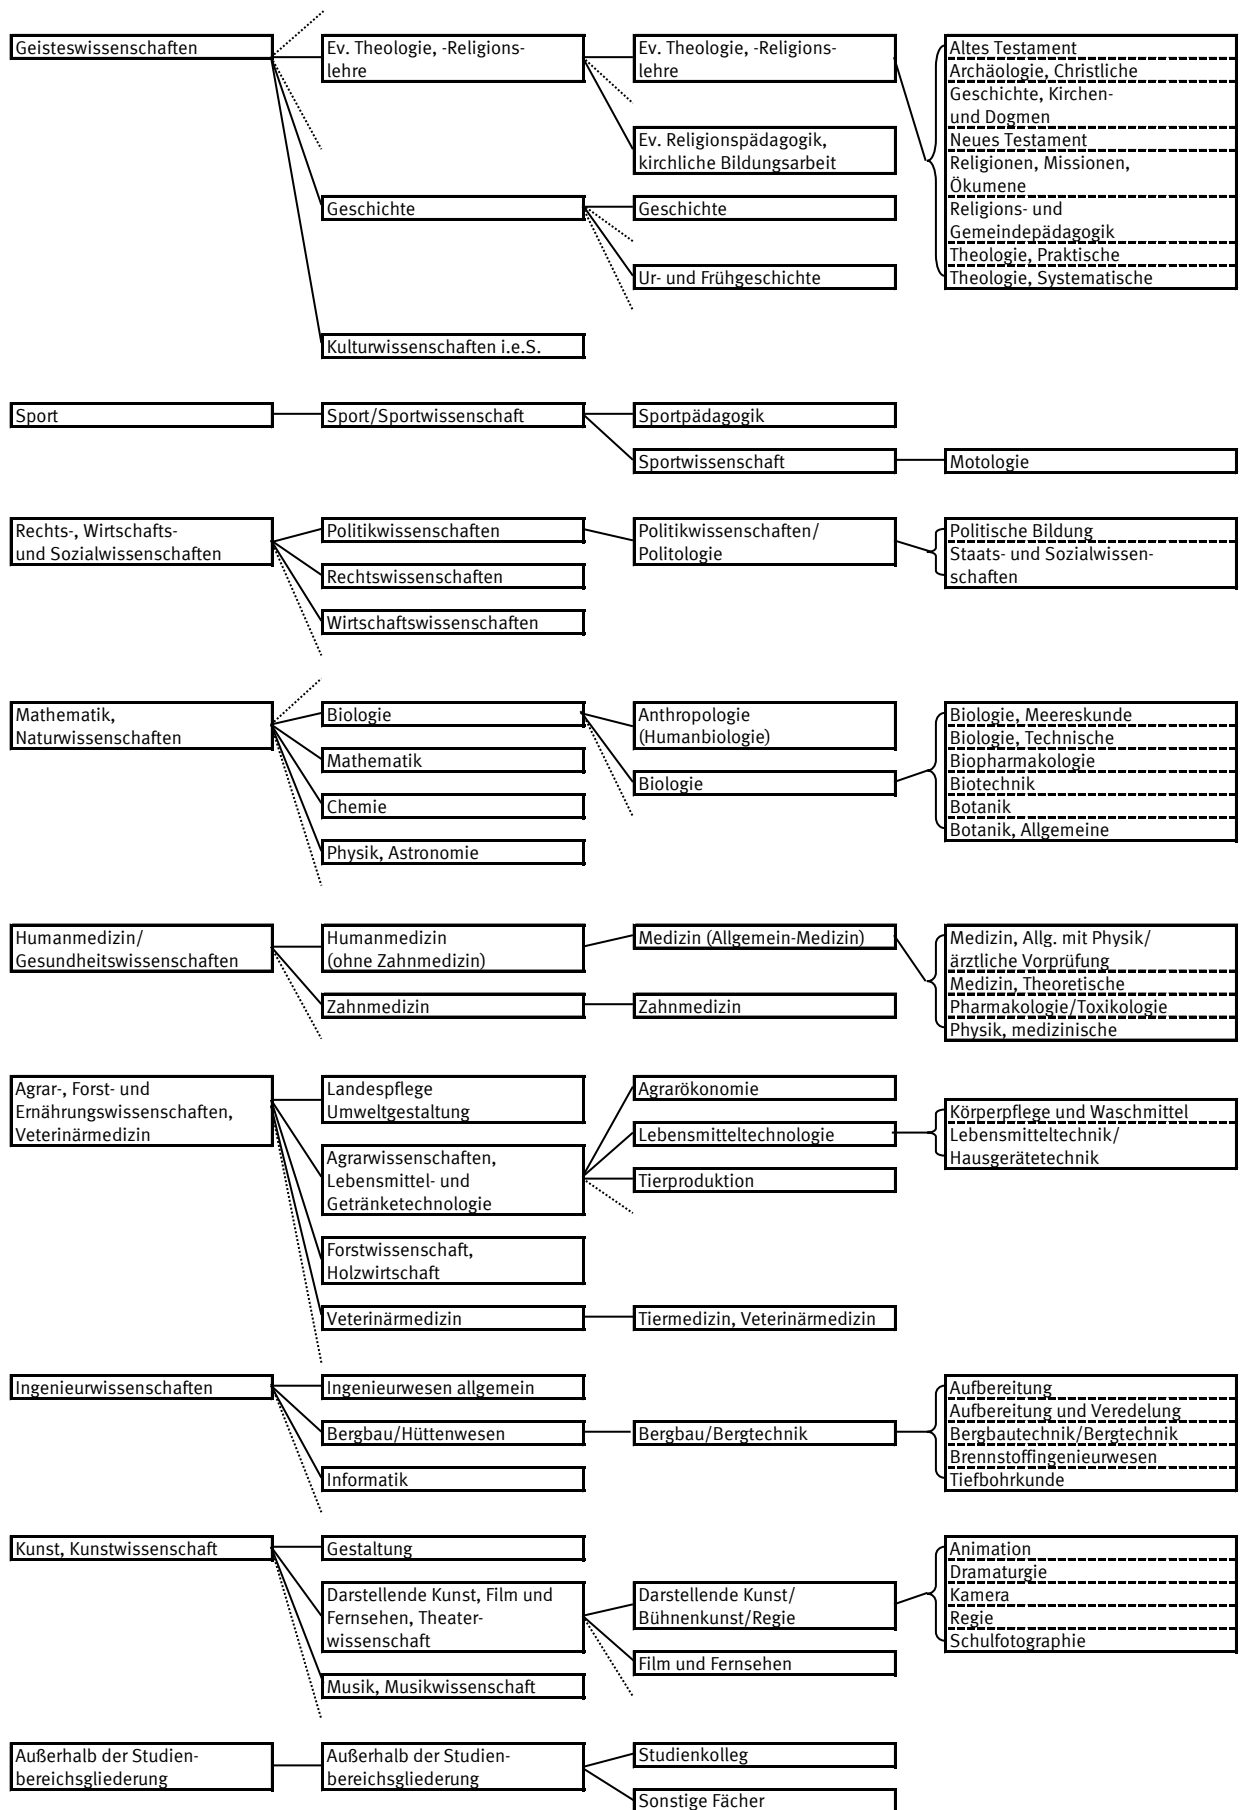 Geisteswissenschaften
Ev. Theologie, -Religions-
lehre
Ev. Theologie, -Religions-
lehre
Altes Testament
Archäologie, Christliche
Geschichte, Kirchen-
und Dogmen
Neues Testament
Religionen, Missionen,
Ökumene
Religions- und
Gemeindepädagogik
Theologie, Praktische
Theologie, Systematische
Ev. Religionspädagogik,
kirchliche Bildungsarbeit
Geschichte
Geschichte
Ur- und Frühgeschichte
Kulturwissenschaften i.e.S.
Sport
Sport/Sportwissenschaft
Sportpädagogik
Sportwissenschaft
Motologie
Rechts-, Wirtschafts-
und Sozialwissenschaften
Politikwissenschaften
Politikwissenschaften/
Politologie
Politische Bildung
Staats- und Sozialwissen-
schaften
Rechtswissenschaften
Wirtschaftswissenschaften
Mathematik,
Naturwissenschaften
Biologie
Anthropologie
(Humanbiologie)
Biologie, Meereskunde
Biologie, Technische
Biopharmakologie
Biotechnik
Botanik
Botanik, Allgemeine
Mathematik
Biologie
Chemie
Physik, Astronomie
Humanmedizin/
Gesundheitswissenschaften
Humanmedizin
(ohne Zahnmedizin)
Medizin (Allgemein-Medizin)
Medizin, Allg. mit Physik/
ärztliche Vorprüfung
Medizin, Theoretische
Pharmakologie/Toxikologie
Physik, medizinische
Zahnmedizin
Zahnmedizin
Agrar-, Forst- und
Ernährungswissenschaften,
Veterinärmedizin
Landespflege
Umweltgestaltung
Agrarökonomie
Körperpflege und Waschmittel
Lebensmitteltechnik/
Hausgerätetechnik
Lebensmitteltechnologie
Agrarwissenschaften,
Lebensmittel- und
Getränketechnologie
Tierproduktion
Forstwissenschaft,
Holzwirtschaft
Veterinärmedizin
Tiermedizin, Veterinärmedizin
Ingenieurwissenschaften
Ingenieurwesen allgemein
Aufbereitung
Aufbereitung und Veredelung
Bergbautechnik/Bergtechnik
Brennstoffingenieurwesen
Tiefbohrkunde
Bergbau/Hüttenwesen
Bergbau/Bergtechnik
Informatik
Kunst, Kunstwissenschaft
Gestaltung
Animation
Dramaturgie
Kamera
Regie
Schulfotographie
Darstellende Kunst, Film und
Fernsehen, Theater-
wissenschaft
Darstellende Kunst/
Bühnenkunst/Regie
Film und Fernsehen
Musik, Musikwissenschaft
Außerhalb der Studien-
bereichsgliederung
Außerhalb der Studien-
bereichsgliederung
Studienkolleg
Sonstige Fächer